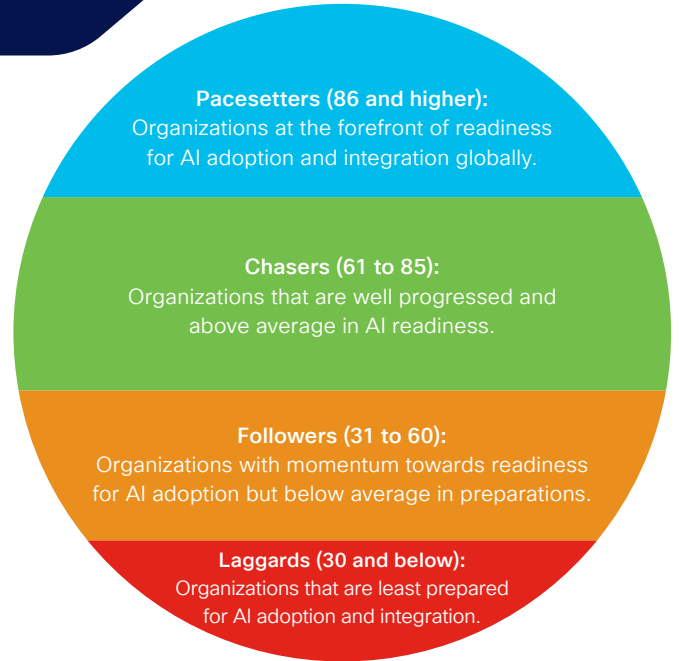 Pacesetters (86 and higher):
Organizations at the forefront of readiness
for AI adoption and integration globally.
Chasers (61 to 85):
Organizations that are well progressed and
above average in AI readiness.
Followers (31 to 60):
Organizations with momentum towards readiness
for AI adoption but below average in preparations.
Laggards (30 and below):
Organizations that are least prepared
for AI adoption and integration.